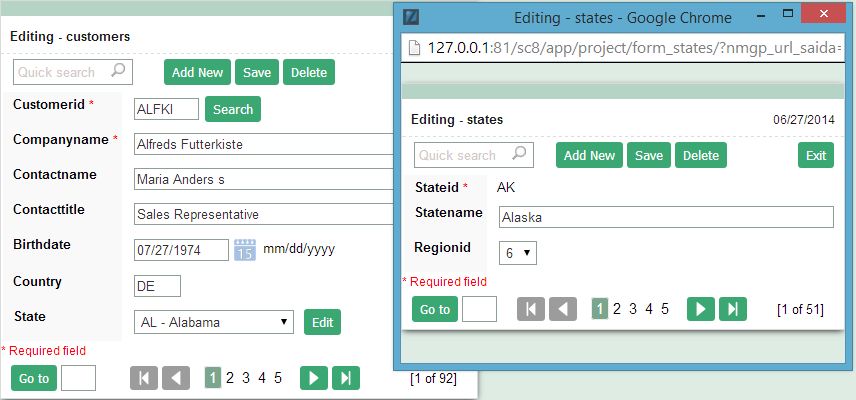 Editing - customers
Quick search
Add New Save Delete
Customerid * ALFKI Search
Companyname * Alfreds Futterkiste
Contactname Maria Anders s
Contacttitle Sales Representative
Birthdate 07/27/1974 15 mm/dd/yyyy
Country DE
State AL - Alabama Edit
* Required field
Go to 1 2 3 4 5 [1 of 92]
Editing - states - Google Chrome
127.0.0.1:81/sc8/app/project/form_states/?nmgp_url_saida=
Editing - states 06/27/2014
Quick search Add New Save Delete Exit
Stateid * AK
Statename Alaska
Regionid 6
* Required field
Go to 1 2 3 4 5 [1 of 51]